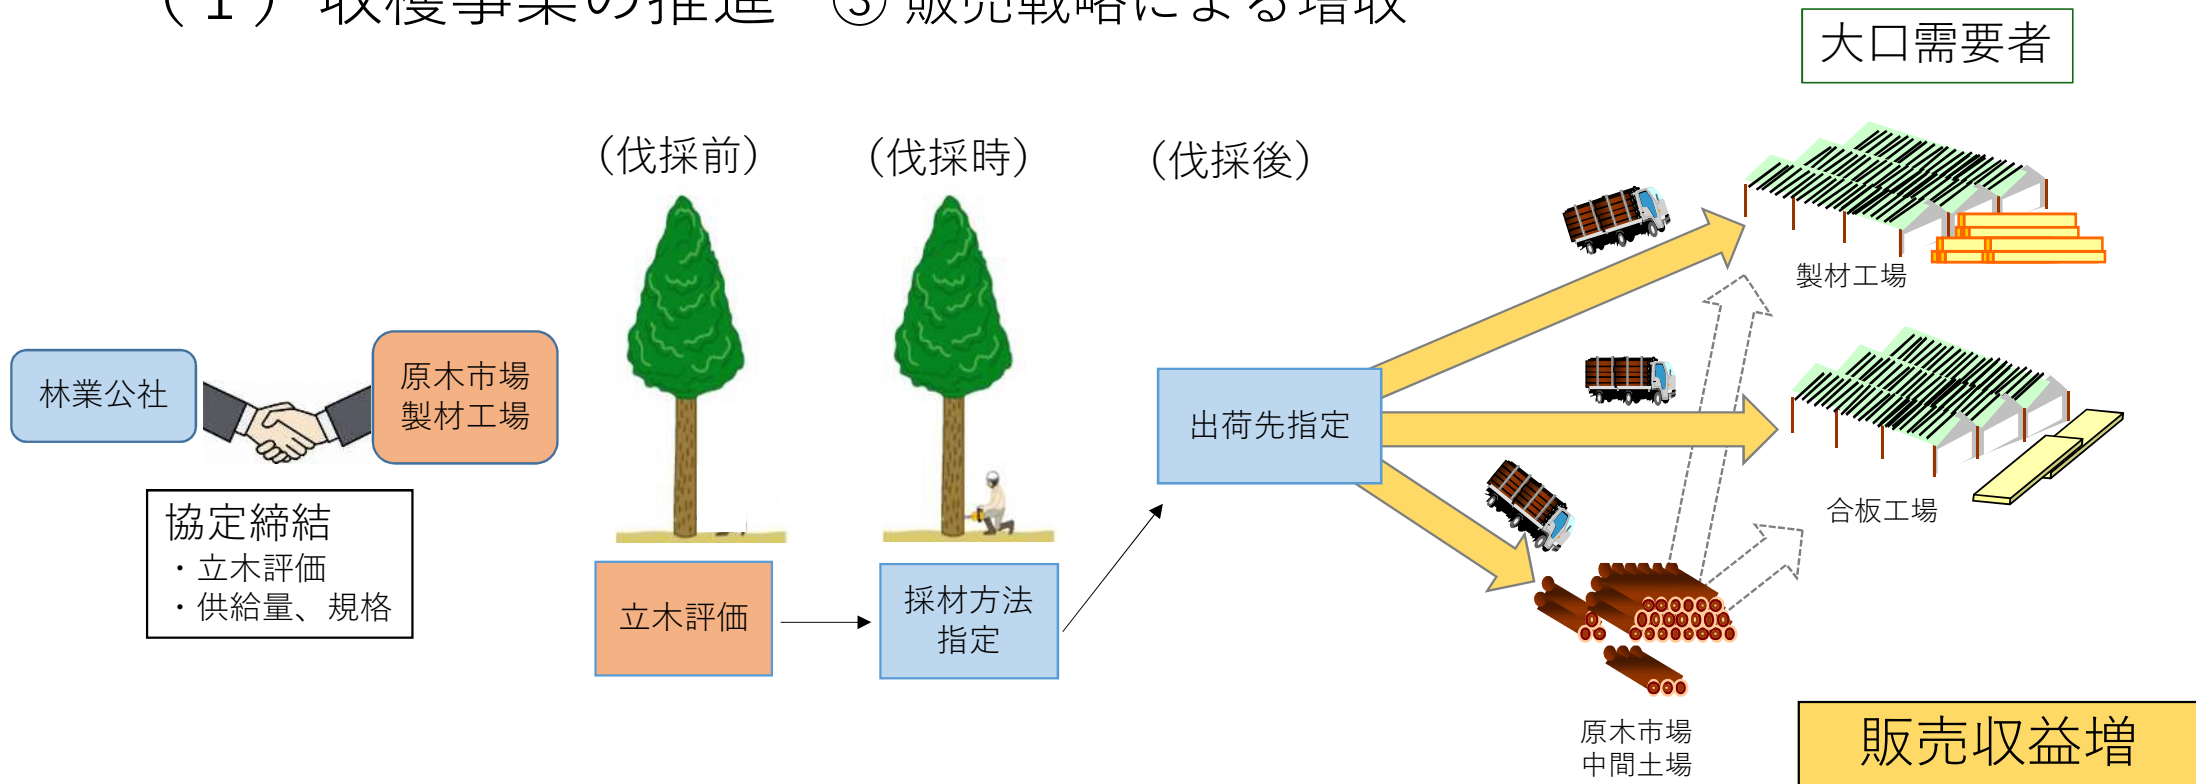 （１）収穫事業の推進　③ 販売戦略による増収
大口需要者
（伐採前）
（伐採時）
（伐採後）
製材工場
林業公社
原木市場
製材工場
出荷先指定
合板工場
協定締結
・立木評価
・供給量、規格
立木評価
採材方法
指定
原木市場
中間土場
販売収益増